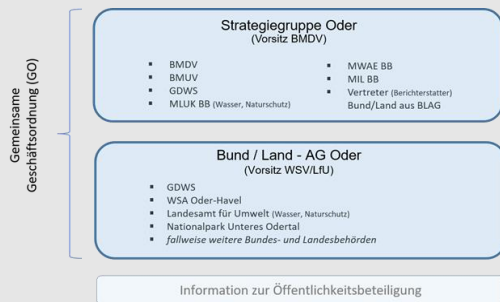 Gemeinsame
Geschäftsordnung (GO)
Strategiegruppe Oder
(Vorsitz BMDV)
▪ BMDV
▪ BMUV
▪ GDWS
▪ MLUK BB (Wasser, Naturschutz)
▪ MWAE BB
▪ MIL BB
▪ Vertreter (Berichterstatter)
Bund/Land aus BLAG
Bund / Land - AG Oder
(Vorsitz WSV/LfU)
▪ GDWS
▪ WSA Oder-Havel
▪ Landesamt für Umwelt (Wasser, Naturschutz)
▪ Nationalpark Unteres Odertal
▪ fallweise weitere Bundes- und Landesbehörden
Information zur Öffentlichkeitsbeteiligung